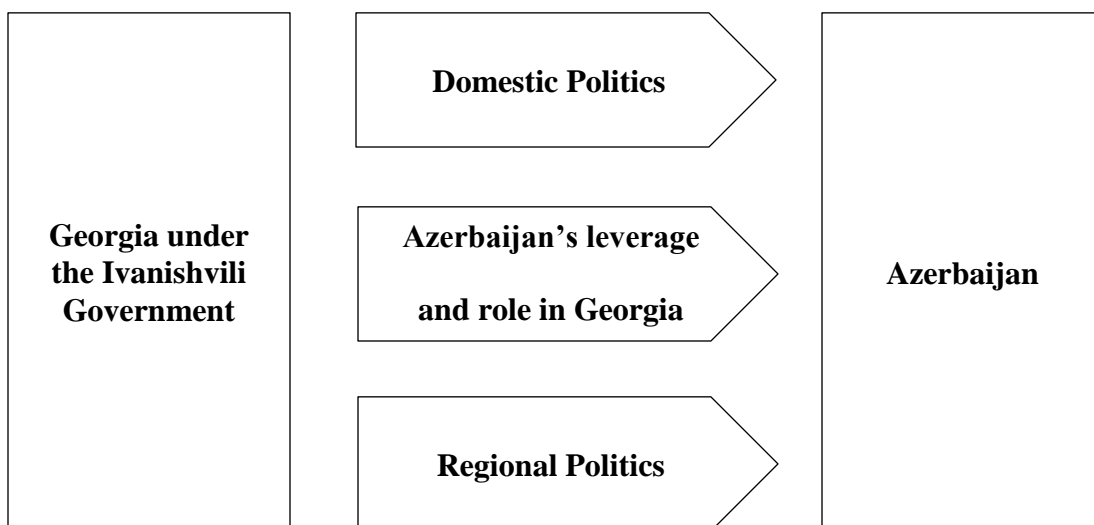 Georgia under
the Ivanishvili
Government
Domestic Politics
Azerbaijan's leverage
and role in Georgia
Regional Politics
Azerbaijan